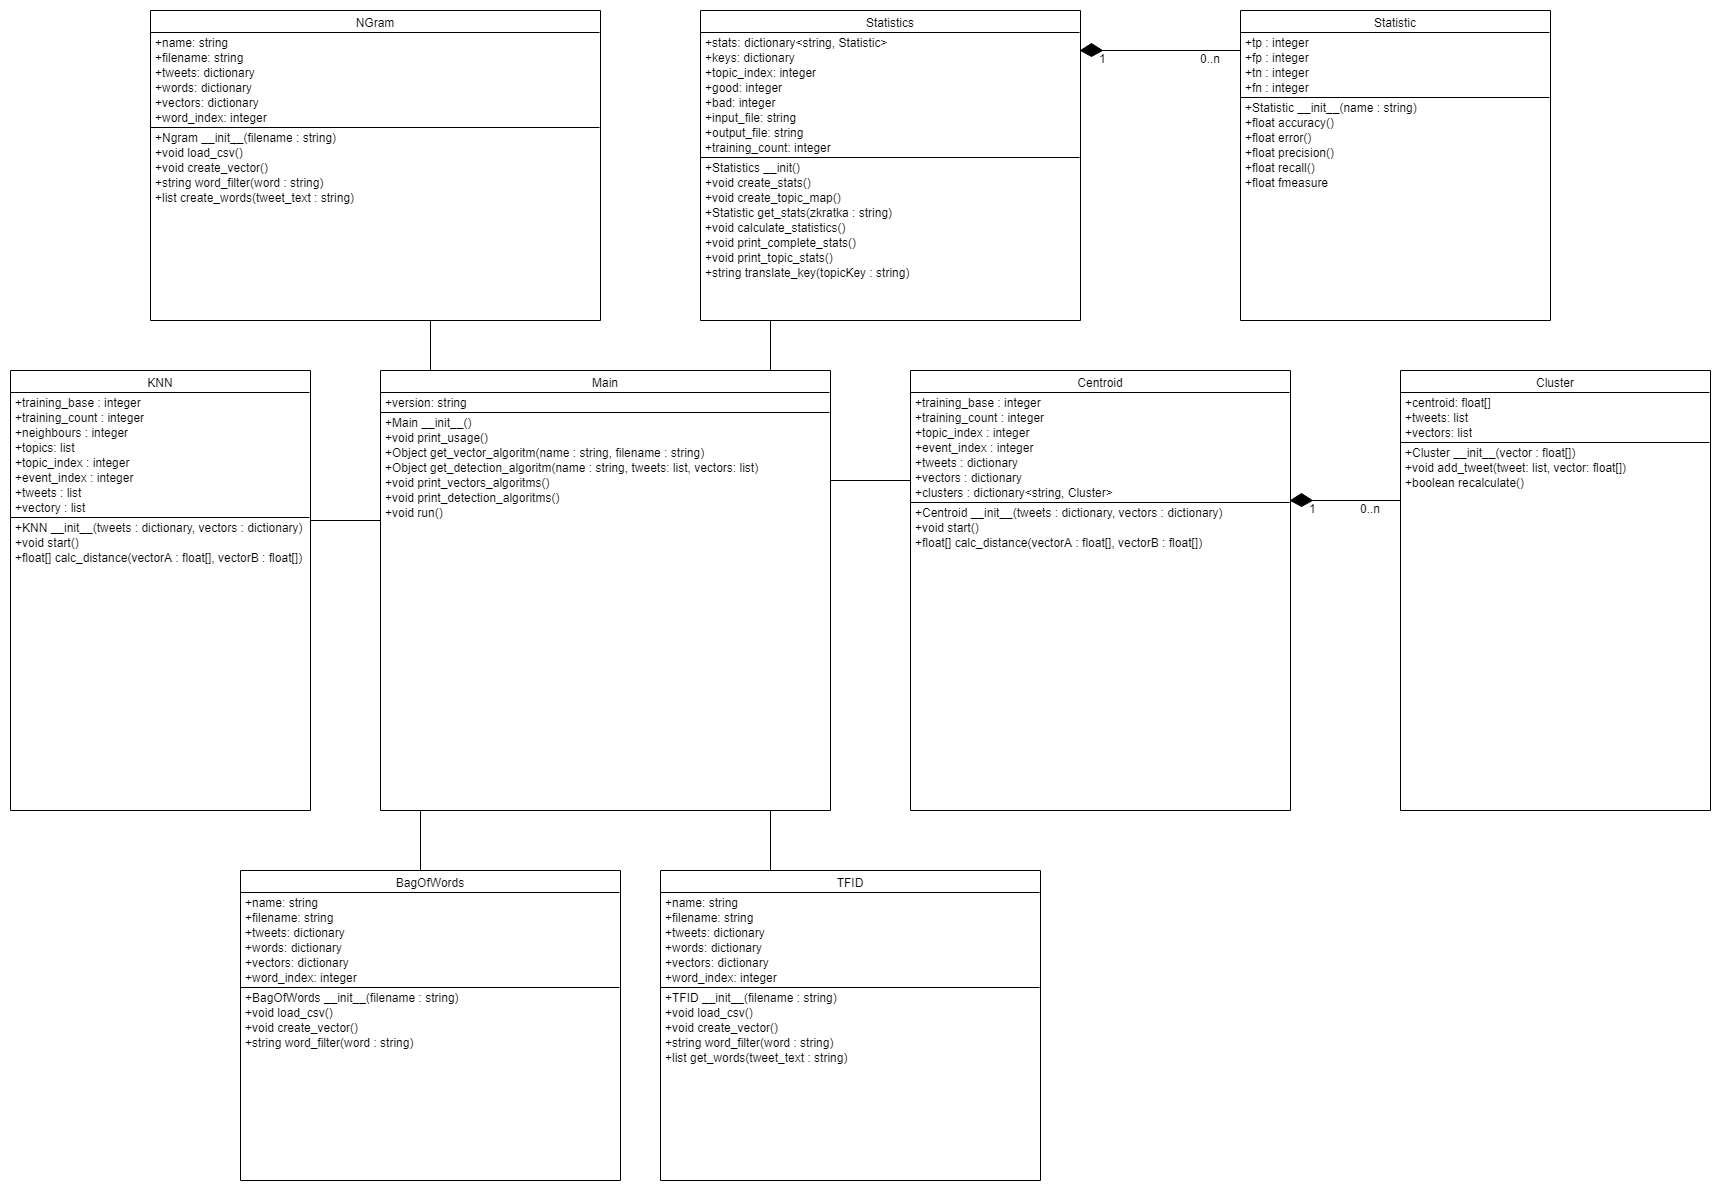 NGram
+name: string
+filename: string
+tweets: dictionary
+words: dictionary
+vectors: dictionary
+word_index: integer
+Ngram __init__(filename : string)
+void load_csv()
+void create_vector()
+string word_filter(word : string)
+list create_words(tweet_text : string)
Statistics
+stats: dictionary<string, Statistic>
+keys: dictionary
+topic_index: integer
+good: integer
+bad: integer
+input_file: string
+output_file: string
+training_count: integer
+Statistics __init()
+void create_stats()
+void create_topic_map()
+Statistic get_stats(zkratka : string)
+void calculate_statistics()
+void print_complete_stats()
+void print_topic_stats()
+string translate_key(topicKey : string)
1
0..n
Statistic
+tp : integer
+fp : integer
+tn : integer
+fn : integer
+Statistic __init__(name : string)
+float accuracy()
+float error()
+float precision()
+float recall()
+float fmeasure
KNN
+training_base : integer
+training_count : integer
+neighbours : integer
+topics: list
+topic_index : integer
+event_index : integer
+tweets : list
+vectory : list
+KNN __init__(tweets : dictionary, vectors : dictionary)
+void start()
+float[] calc_distance(vectorA : float[], vectorB : float[])
Main
+version: string
+Main __init__()
+void print_usage()
+Object get_vector_algoritm(name : string, filename : string)
+Object get_detection_algoritm(name : string, tweets: list, vectors: list)
+void print_vectors_algoritms()
+void print_detection_algoritms()
+void run()
Centroid
+training_base : integer
+training_count : integer
+topic_index : integer
+event_index : integer
+tweets : dictionary
+vectors : dictionary
+clusters : dictionary<string, Cluster>
+Centroid __init__(tweets : dictionary, vectors : dictionary)
+void start()
+float[] calc_distance(vectorA : float[], vectorB : float[])
1
0..n
Cluster
+centroid: float[]
+tweets: list
+vectors: list
+Cluster __init__(vector : float[])
+void add_tweet(tweet: list, vector: float[])
+boolean recalculate()
BagOfWords
+name: string
+filename: string
+tweets: dictionary
+words: dictionary
+vectors: dictionary
+word_index: integer
+BagOfWords __init__(filename : string)
+void load_csv()
+void create_vector()
+string word_filter(word : string)
TFID
+name: string
+filename: string
+tweets: dictionary
+words: dictionary
+vectors: dictionary
+word_index: integer
+TFID __init__(filename : string)
+void load_csv()
+void create_vector()
+string word_filter(word : string)
+list get_words(tweet_text : string)